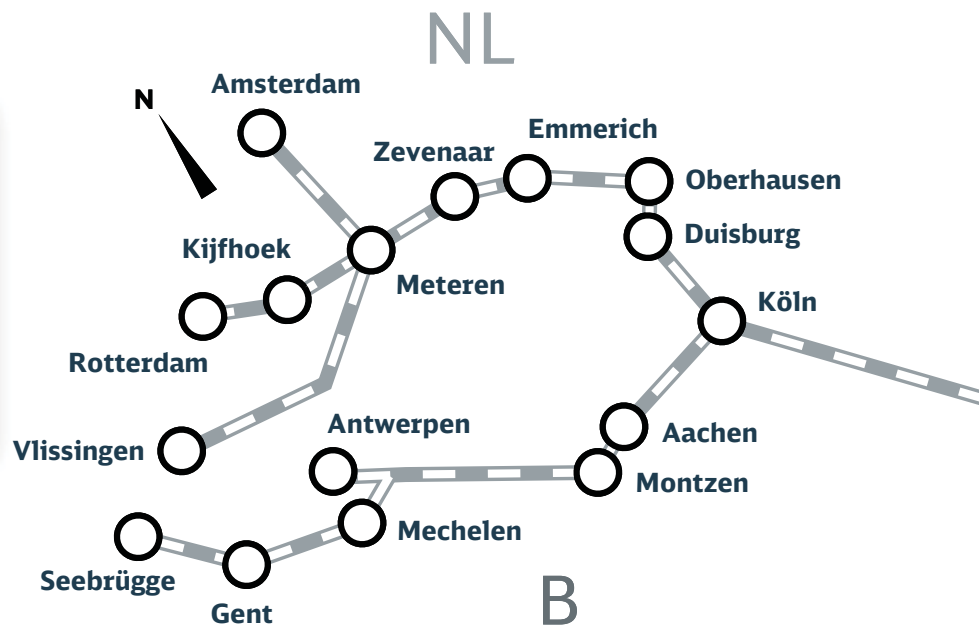 NL
Amsterdam
N
Emmerich
Zevenaar
Oberhausen
Duisburg
Kijfhoek
Meteren
Köln
Rotterdam
Antwerpen
Aachen
Vlissingen
Montzen
Mechelen
Seebrügge
B
Gent